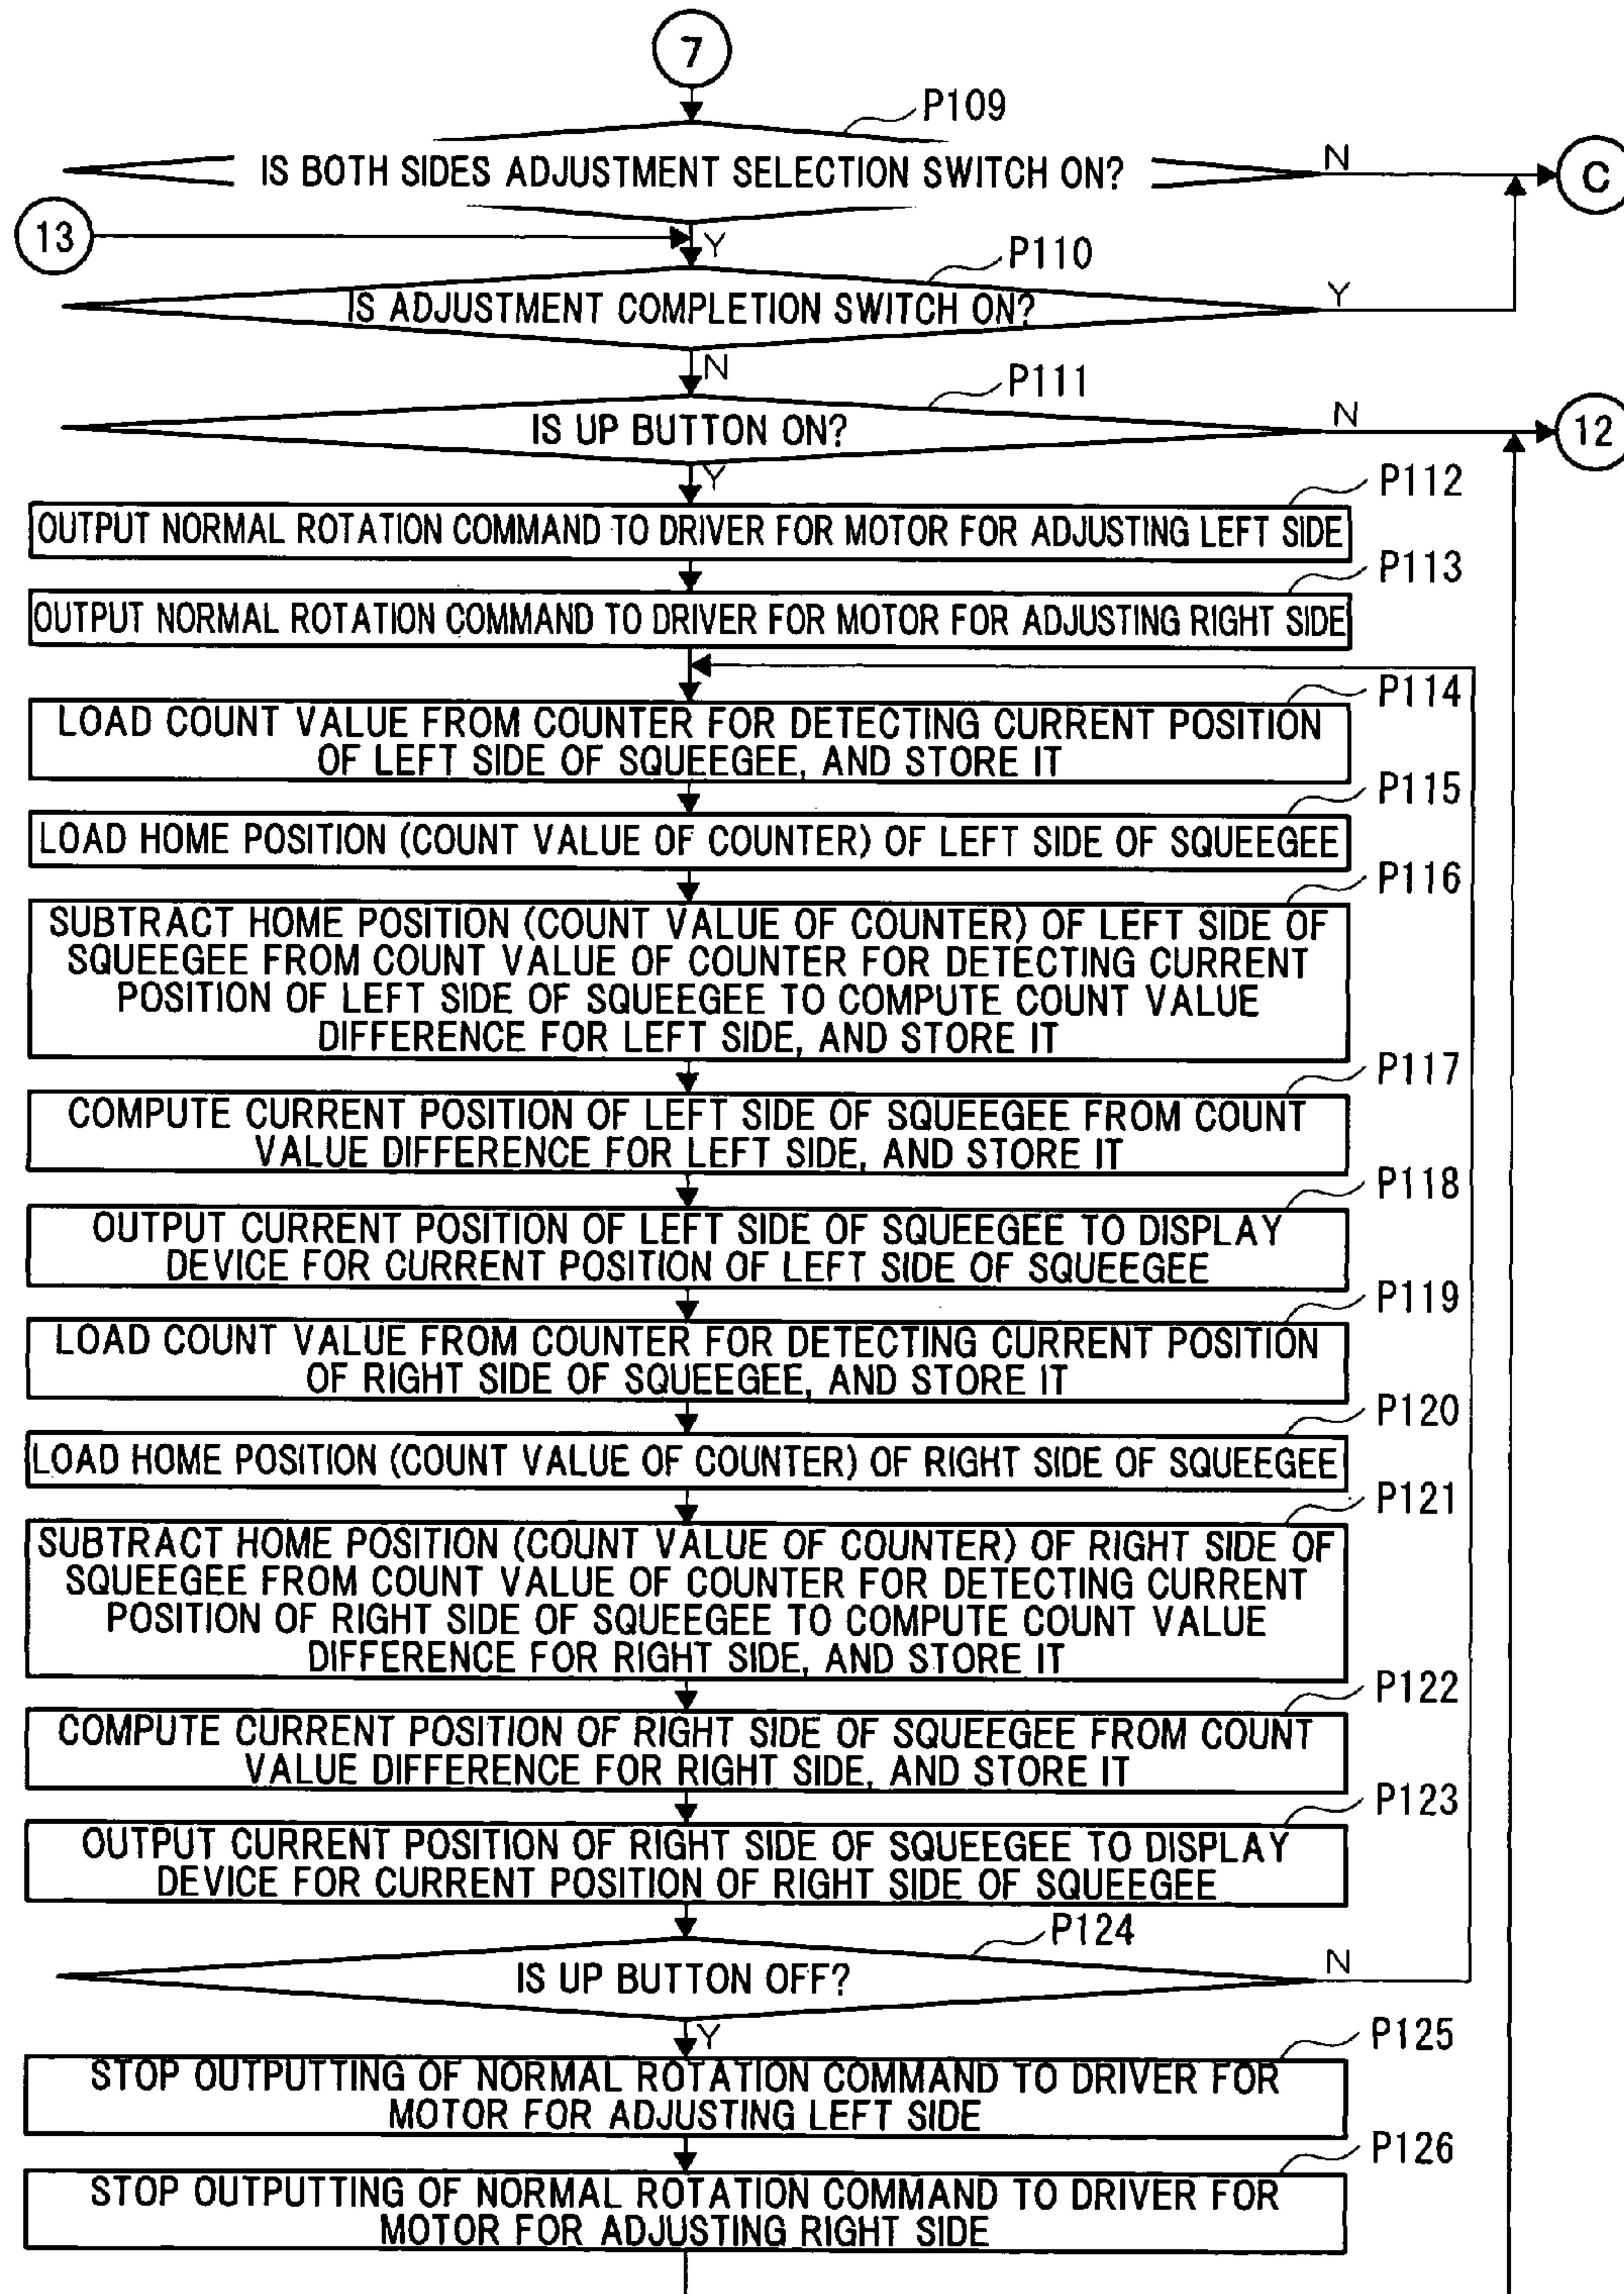 7
P109
IS BOTH SIDES ADJUSTMENT SELECTION SWITCH ON?
N
C
13
Y
P110
IS ADJUSTMENT COMPLETION SWITCH ON?
Y
N
P111
IS UP BUTTON ON?
N
12
Y
P112
OUTPUT NORMAL ROTATION COMMAND TO DRIVER FOR MOTOR FOR ADJUSTING LEFT SIDE
P113
OUTPUT NORMAL ROTATION COMMAND TO DRIVER FOR MOTOR FOR ADJUSTING RIGHT SIDE
P114
LOAD COUNT VALUE FROM COUNTER FOR DETECTING CURRENT POSITION
OF LEFT SIDE OF SQUEEGEE, AND STORE IT
P115
LOAD HOME POSITION (COUNT VALUE OF COUNTER) OF LEFT SIDE OF SQUEEGEE
P116
SUBTRACT HOME POSITION (COUNT VALUE OF COUNTER) OF LEFT SIDE OF
SQUEEGEE FROM COUNT VALUE OF COUNTER FOR DETECTING CURRENT
POSITION OF LEFT SIDE OF SQUEEGEE TO COMPUTE COUNT VALUE
DIFFERENCE FOR LEFT SIDE, AND STORE IT
P117
COMPUTE CURRENT POSITION OF LEFT SIDE OF SQUEEGEE FROM COUNT
VALUE DIFFERENCE FOR LEFT SIDE, AND STORE IT
P118
OUTPUT CURRENT POSITION OF LEFT SIDE OF SQUEEGEE TO DISPLAY
DEVICE FOR CURRENT POSITION OF LEFT SIDE OF SQUEEGEE
P119
LOAD COUNT VALUE FROM COUNTER FOR DETECTING CURRENT POSITION
OF RIGHT SIDE OF SQUEEGEE, AND STORE IT
P120
LOAD HOME POSITION (COUNT VALUE OF COUNTER) OF RIGHT SIDE OF SQUEEGEE
P121
SUBTRACT HOME POSITION (COUNT VALUE OF COUNTER) OF RIGHT SIDE OF
SQUEEGEE FROM COUNT VALUE OF COUNTER FOR DETECTING CURRENT
POSITION OF RIGHT SIDE OF SQUEEGEE TO COMPUTE COUNT VALUE
DIFFERENCE FOR RIGHT SIDE, AND STORE IT
P122
COMPUTE CURRENT POSITION OF RIGHT SIDE OF SQUEEGEE FROM COUNT
VALUE DIFFERENCE FOR RIGHT SIDE, AND STORE IT
P123
OUTPUT CURRENT POSITION OF RIGHT SIDE OF SQUEEGEE TO DISPLAY
DEVICE FOR CURRENT POSITION OF RIGHT SIDE OF SQUEEGEE
P124
IS UP BUTTON OFF?
N
Y
P125
STOP OUTPUTTING OF NORMAL ROTATION COMMAND TO DRIVER FOR
MOTOR FOR ADJUSTING LEFT SIDE
P126
STOP OUTPUTTING OF NORMAL ROTATION COMMAND TO DRIVER FOR
MOTOR FOR ADJUSTING RIGHT SIDE